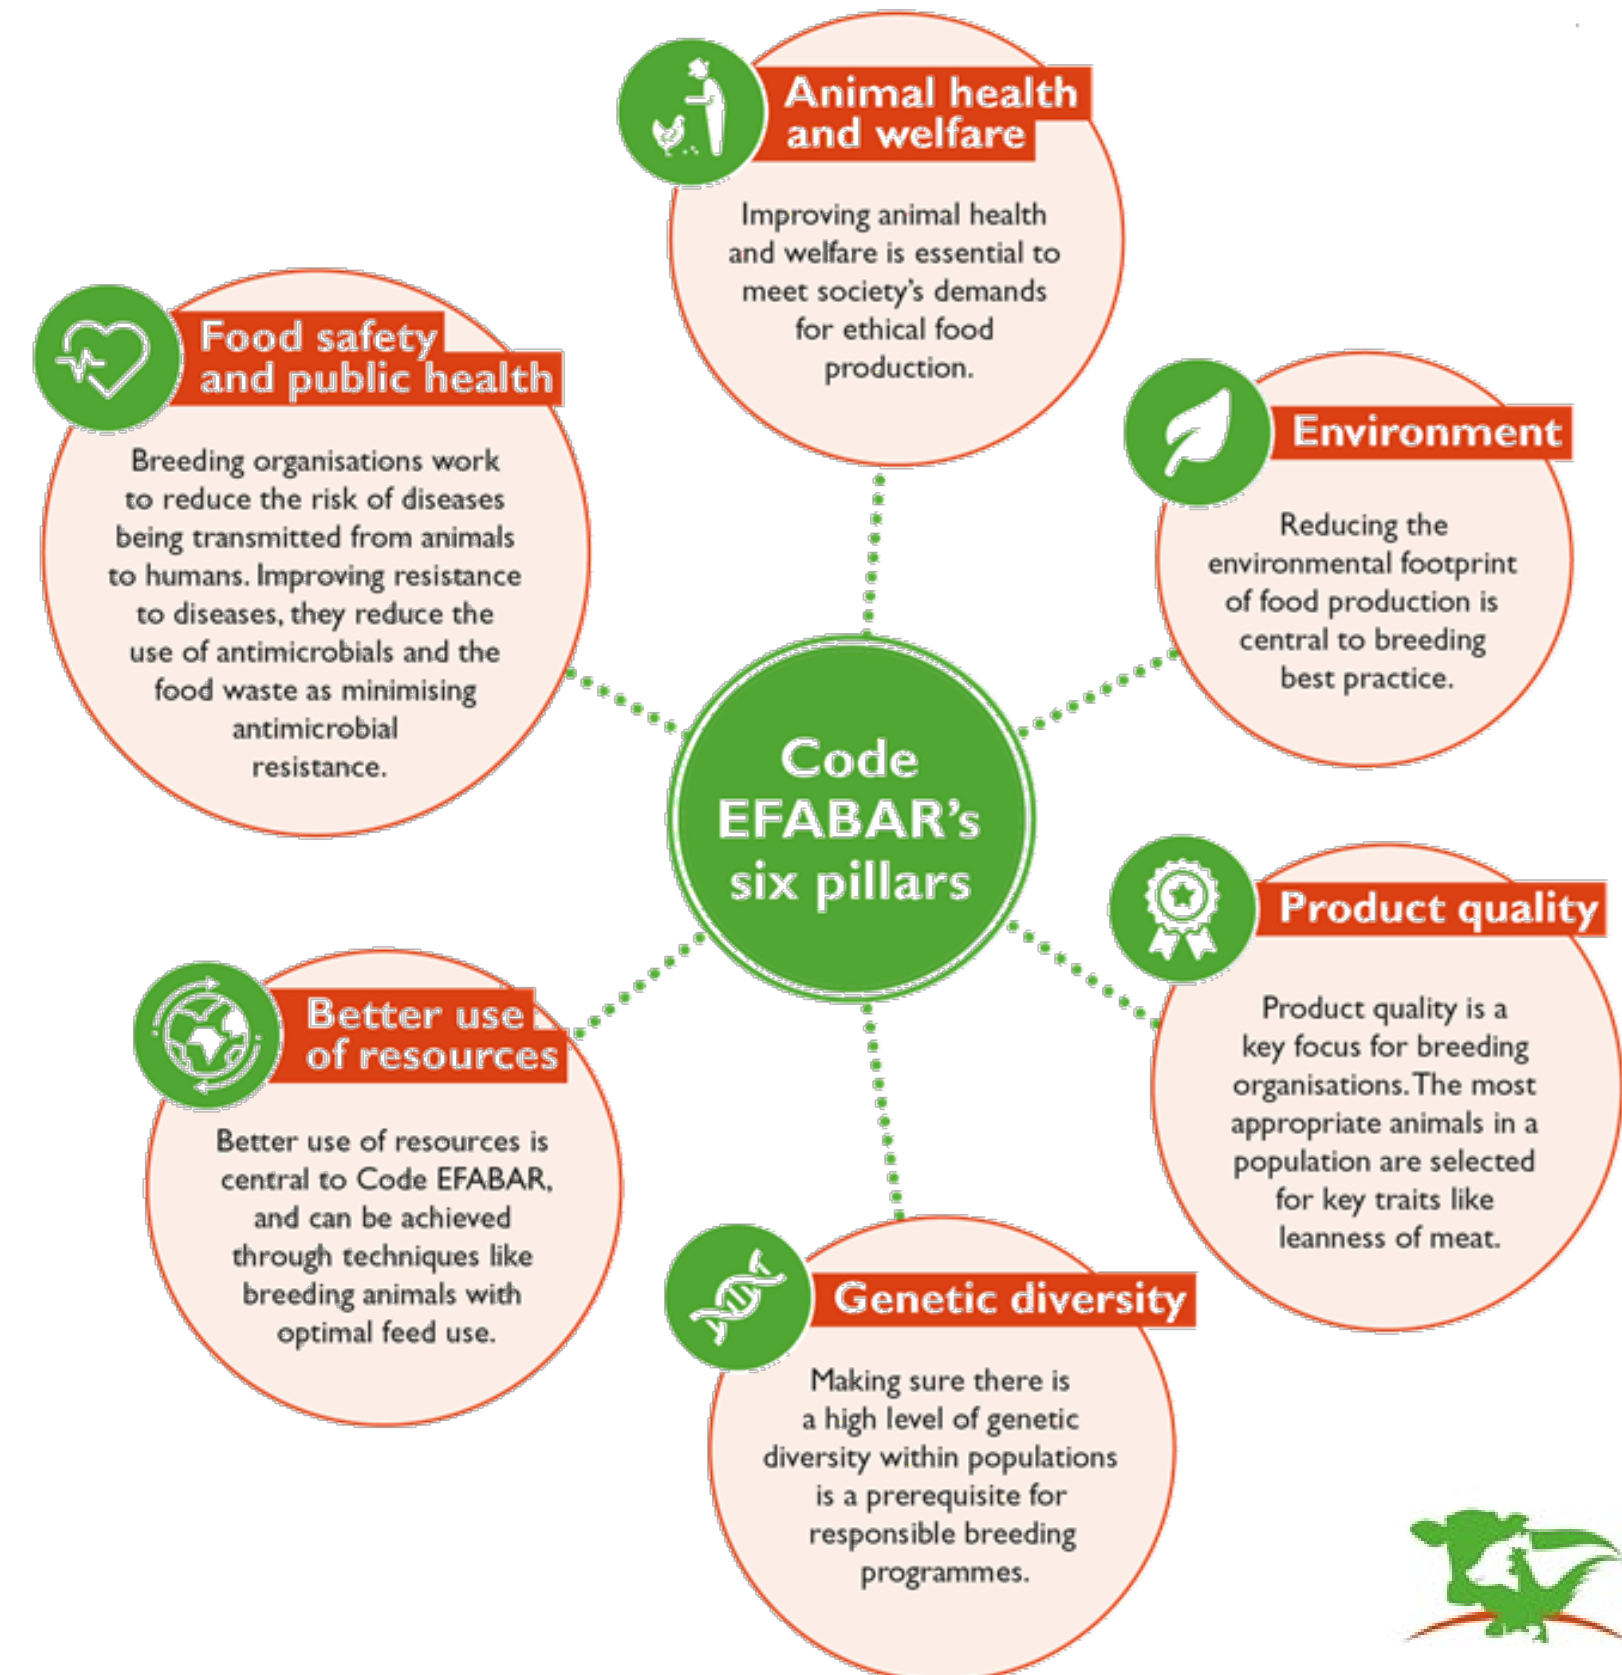 Animal health
and welfare
Improving animal health
and welfare is essential to
meet society's demands
for ethical food
production.
Food safety
and public health
Breeding organisations work
to reduce the risk of diseases
being transmitted from animals
to humans. Improving resistance
to diseases, they reduce the
use of antimicrobials and the
food waste as minimising
antimicrobial
resistance.
Environment
Reducing the
environmental footprint
of food production is
central to breeding
best practice.
Code
EFABAR's
six pillars
Product quality
Product quality is a
key focus for breeding
organisations. The most
appropriate animals in a
population are selected
for key traits like
leanness of meat.
Better use
of resources
Better use of resources is
central to Code EFABAR,
and can be achieved
through techniques like
breeding animals with
optimal feed use.
Genetic diversity
Making sure there is
a high level of genetic
diversity within populations
is a prerequisite for
responsible breeding
programmes.